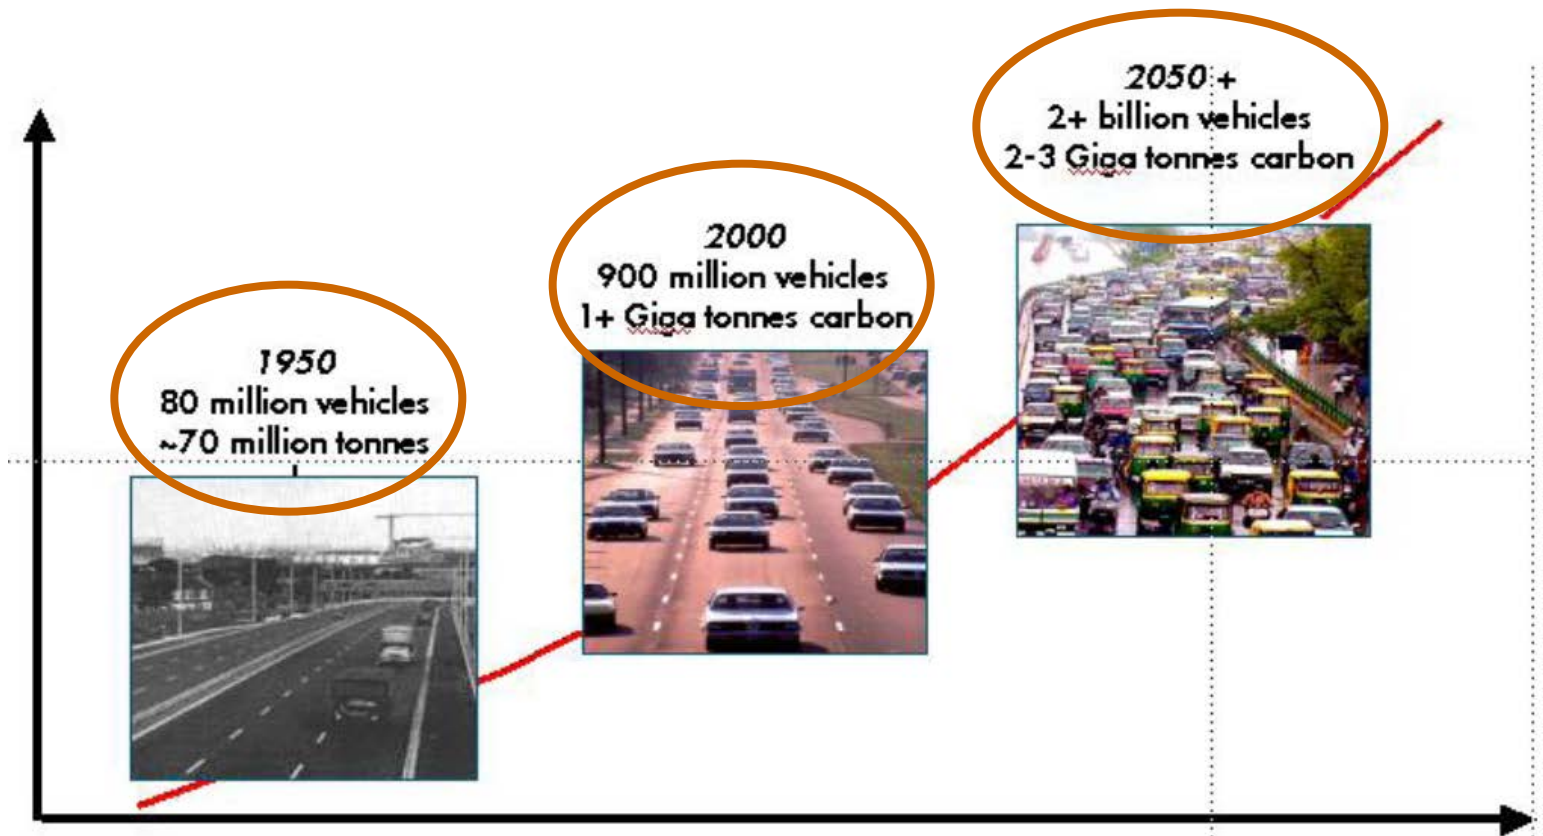 1950
80 million vehicles
~70 million tonnes
2000
900 million vehicles
1+ Giga tonnes carbon
2050 +
2+ billion vehicles
2-3 Giga tonnes carbon